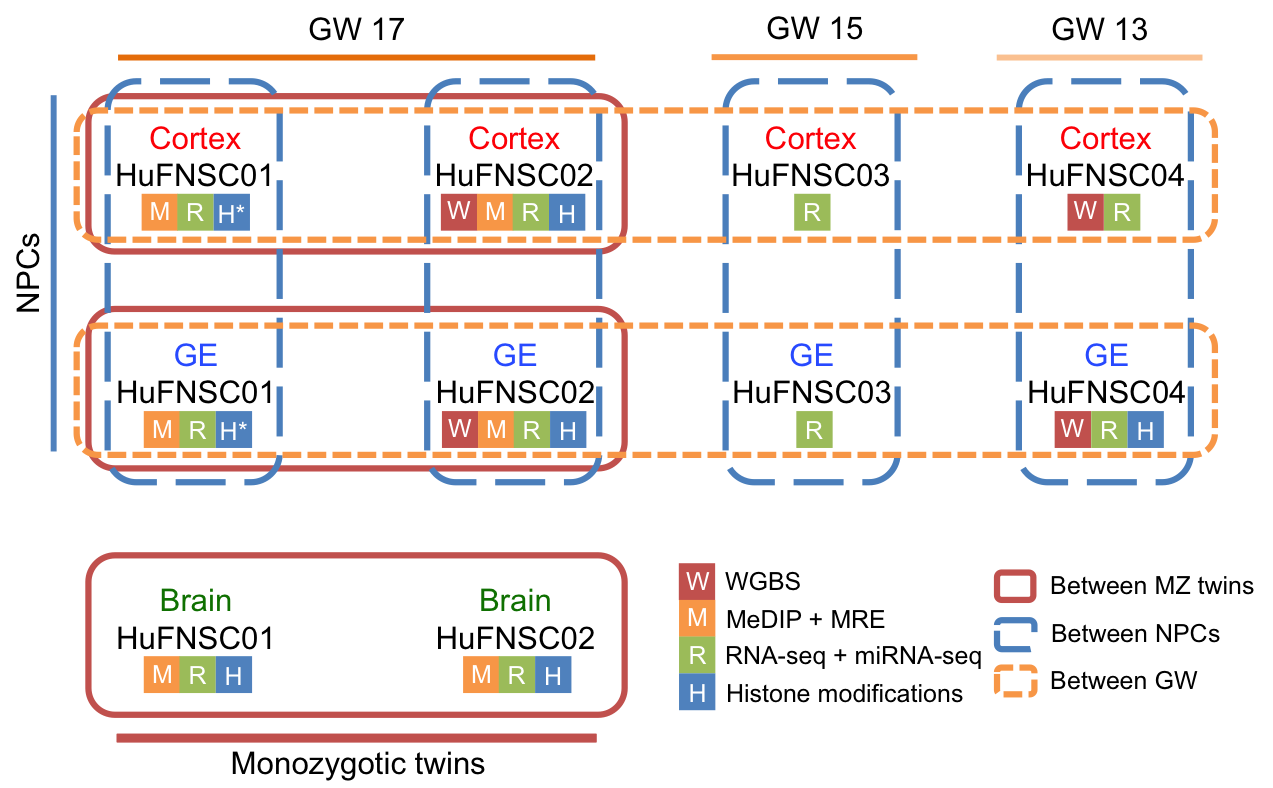 GW 17 GW 15 GW 13
NPCs
Cortex Cortex Cortex Cortex
HuFNSC01 HuFNSC02 HuFNSC03 HuFNSC04
M R H* W M R H R W R
GE GE GE GE
HuFNSC01 HuFNSC02 HuFNSC03 HuFNSC04
M R H* W M R H R W R H
Brain Brain
HuFNSC01 HuFNSC02
M R H M R H
Monozygotic twins
W WGBS
M MeDIP + MRE
R RNA-seq + miRNA-seq
H Histone modifications
Between MZ twins
Between NPCs
Between GW